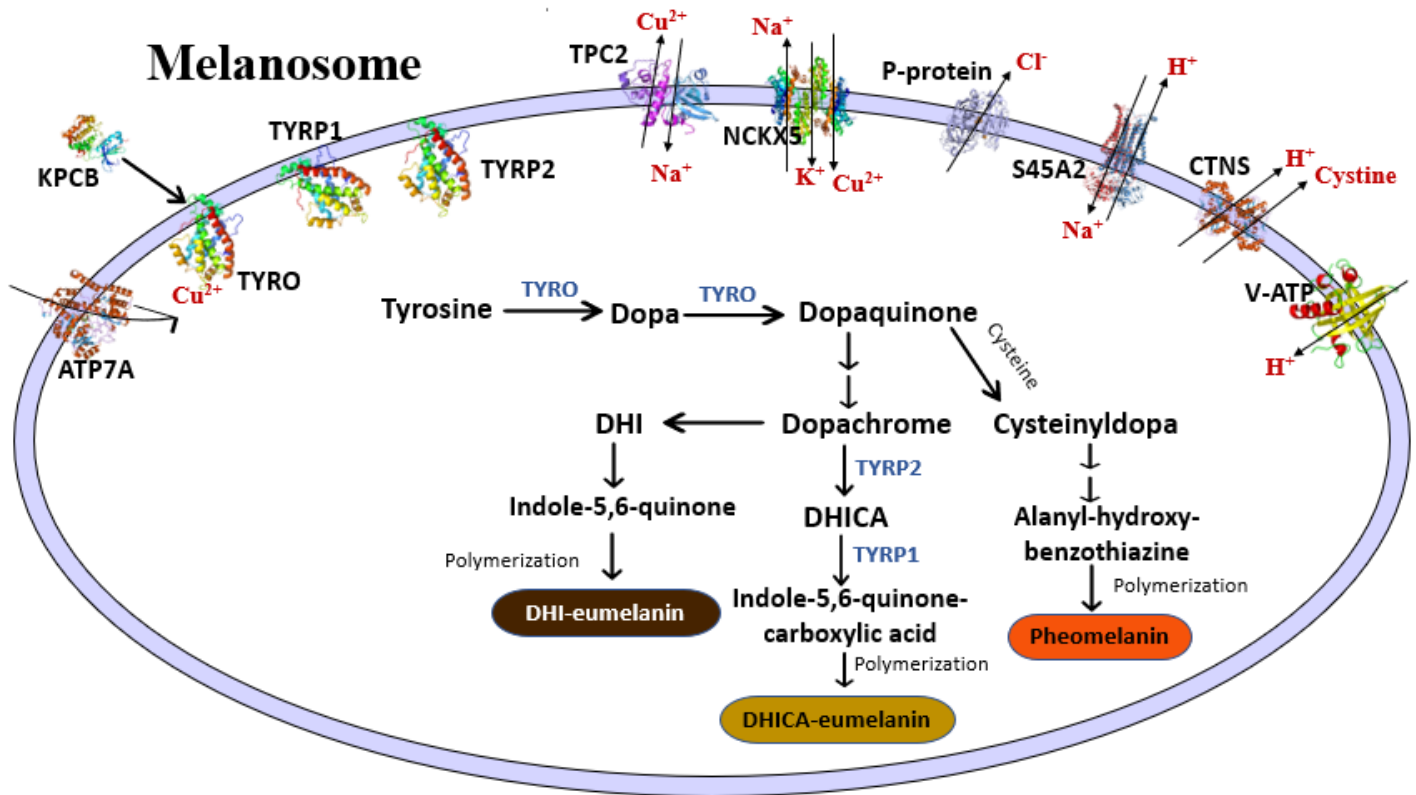 Melanosome
KPCB
TYRP1
TYRP2
TYRO
Cu2+
ATP7A
TPC2
Cu2+
Na+
Na+
NCKX5
K+
Cu2+
P-protein
Cl-
S45A2
H+
Na+
CTNS
H+
Cystine
V-ATP
H+
Tyrosine
TYRO
Dopa
TYRO
Dopaquinone
Cysteine
DHI
Dopachrome
Cysteinyldopa
TYRP2
Indole-5,6-quinone
DHICA
Alanyl-hydroxy-
benzothiazine
Polymerization
TYRP1
Polymerization
DHI-eumelanin
Indole-5,6-quinone-
carboxylic acid
Pheomelanin
Polymerization
DHICA-eumelanin